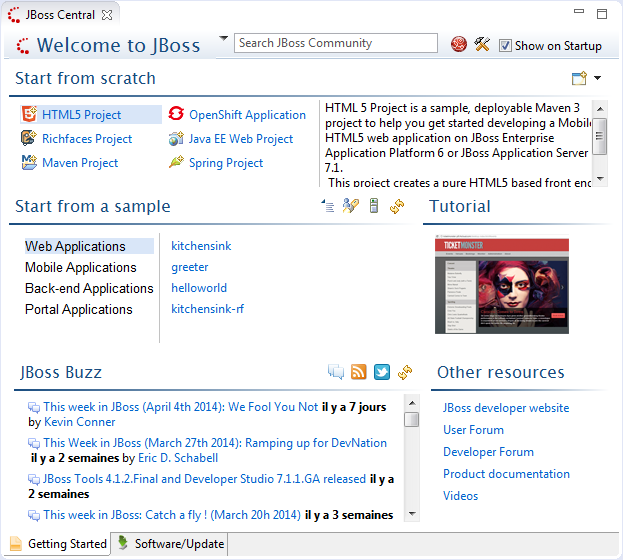 JBoss Central
Welcome to JBoss
Search JBoss Community
Show on Startup
Start from scratch
HTML5 Project
OpenShift Application
Richfaces Project
Java EE Web Project
Maven Project
Spring Project
HTML 5 Project is a sample, deployable Maven 3
project to help you get started developing a Mobile
HTML5 web application on JBoss Enterprise
Application Platform 6 or JBoss Application Server
7.1.
This project creates a pure HTML5 based front end
Start from a sample
Web Applications
Mobile Applications
Back-end Applications
Portal Applications
kitchensink
greeter
helloworld
kitchensink-rf
Tutorial
TICKETMONSTER
JBoss Buzz
This week in JBoss (April 4th 2014): We Fool You Not il y a 7 jours
by Kevin Conner
This Week in JBoss (March 27th 2014): Ramping up for DevNation
il y a 2 semaines by Eric D. Schabell
JBoss Tools 4.1.2.Final and Developer Studio 7.1.1.GA released il y a
2 semaines
This week in JBoss: Catch a fly ! (March 20h 2014) il y a 3 semaines
Other resources
JBoss developer website
User Forum
Developer Forum
Product documentation
Videos
Getting Started
Software/Update